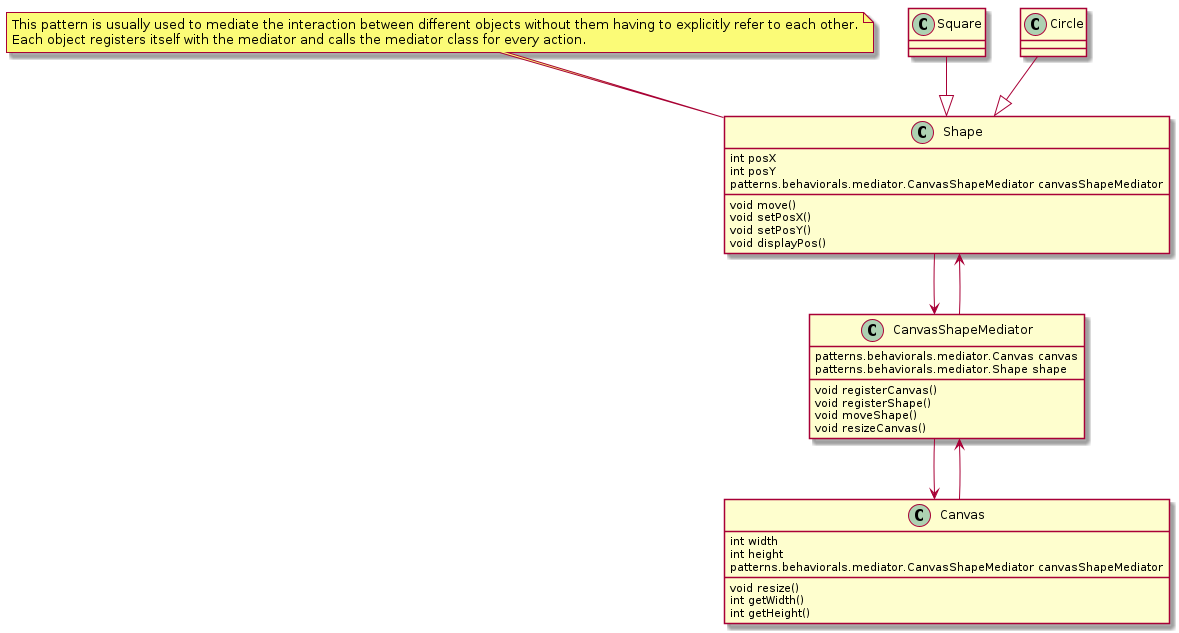 This pattern is usually used to mediate the interaction between different objects without them having to explicitly refer to each other.
Each object registers itself with the mediator and calls the mediator class for every action.
C Square
C Circle
C Shape
int posX
int posY
patterns.behaviorals.mediator.CanvasShapeMediator canvasShapeMediator
void move()
void setPosX()
void setPosY()
void displayPos()
C CanvasShapeMediator
patterns.behaviorals.mediator.Canvas canvas
patterns.behaviorals.mediator.Shape shape
void registerCanvas()
void registerShape()
void moveShape()
void resizeCanvas()
C Canvas
int width
int height
patterns.behaviorals.mediator.CanvasShapeMediator canvasShapeMediator
void resize()
int getWidth()
int getHeight()